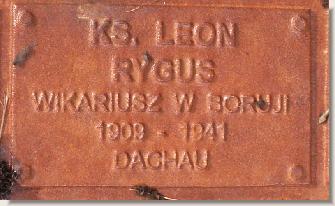 KS. LEON
RYGUS
WIKARIUSZ W BORUJI
1909 - 1941
DACHAU